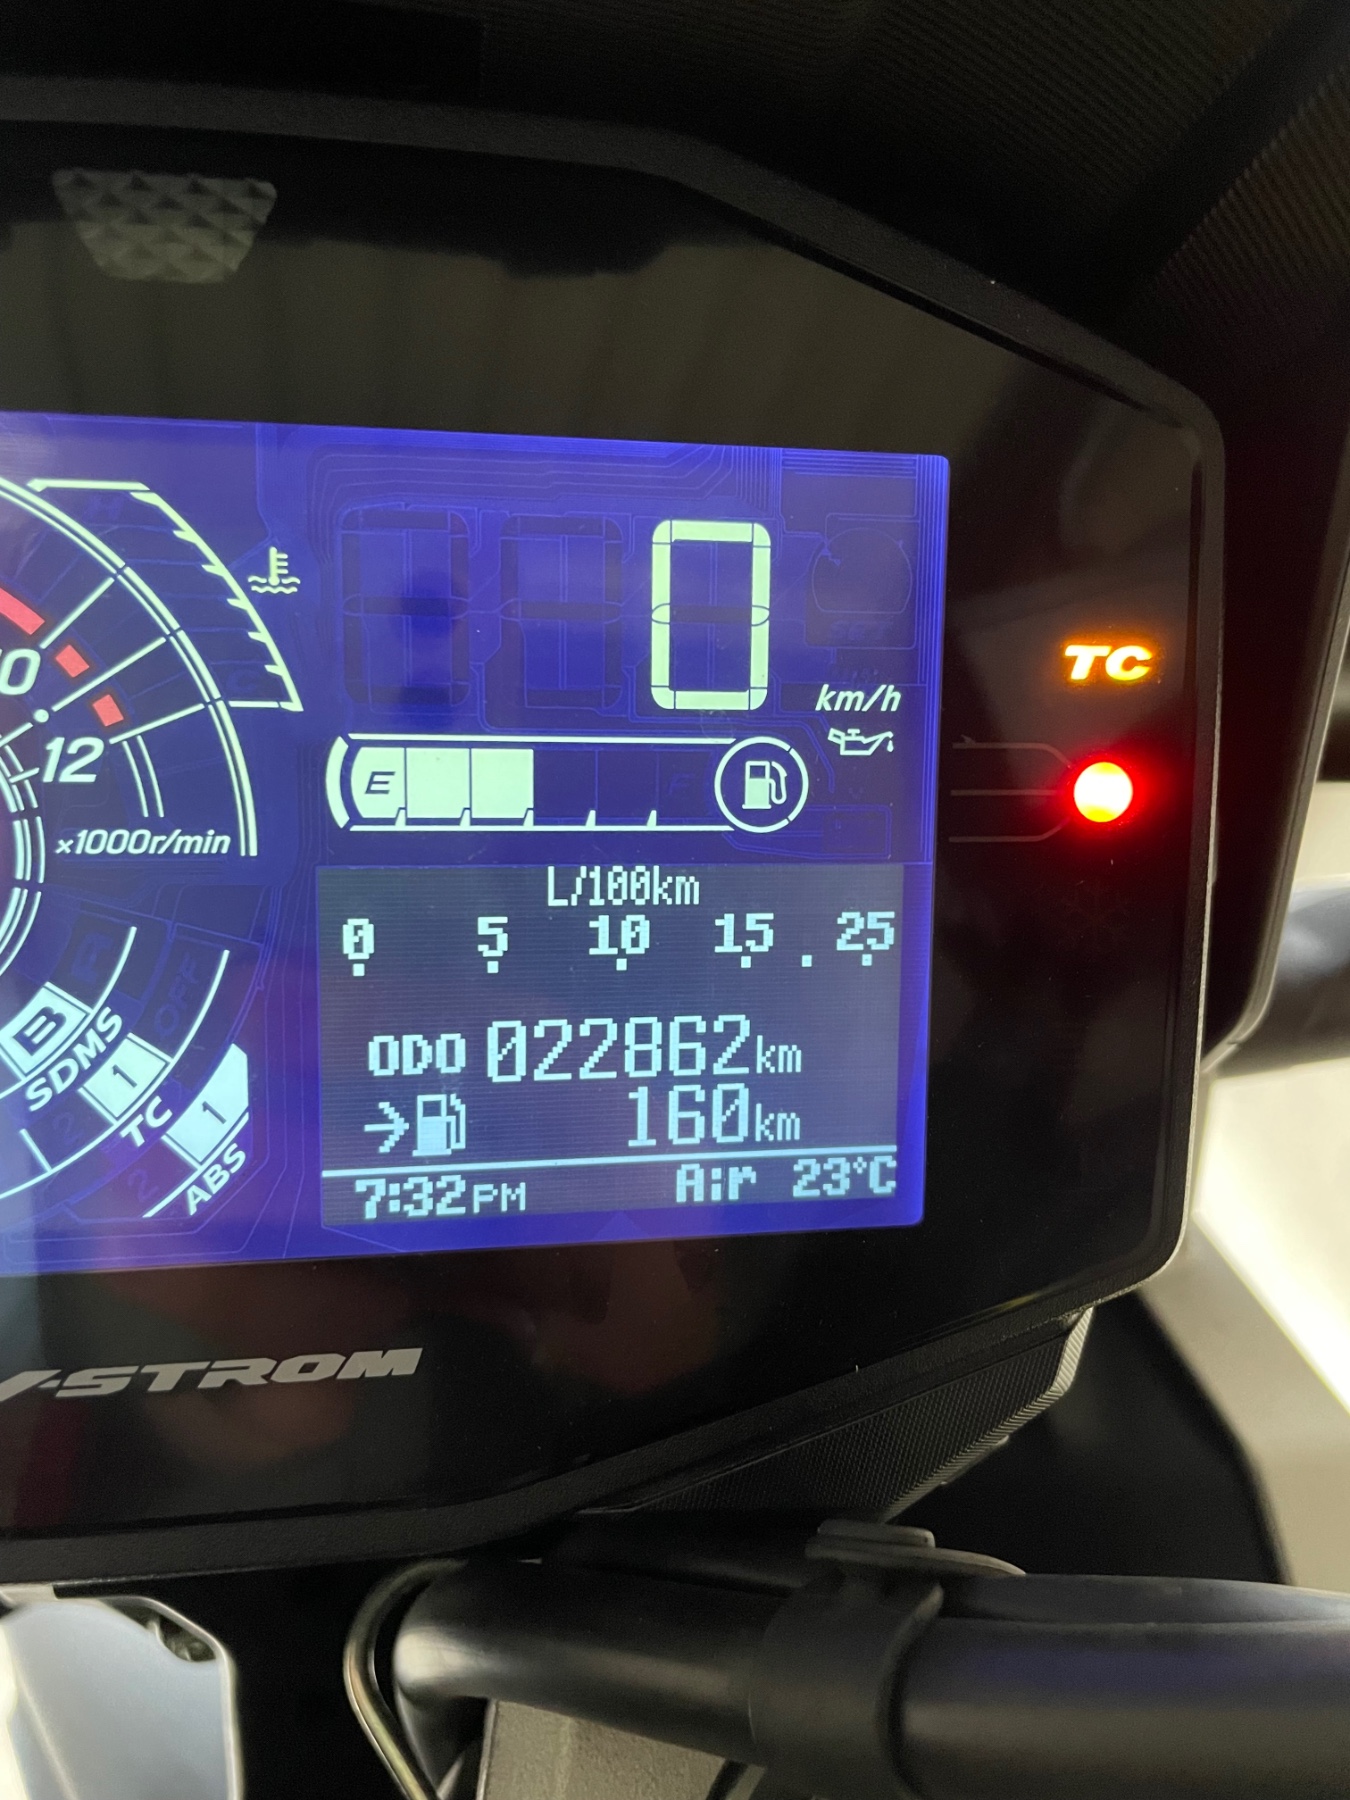 0
km/h
TC
10
12
x1000r/min
E
F
L/100km
0 5 10 15 . 25
ODO 022862km
160km
7:32PM Air 23°C
B
SDMS
1
TC
1
ABS
V-STROM